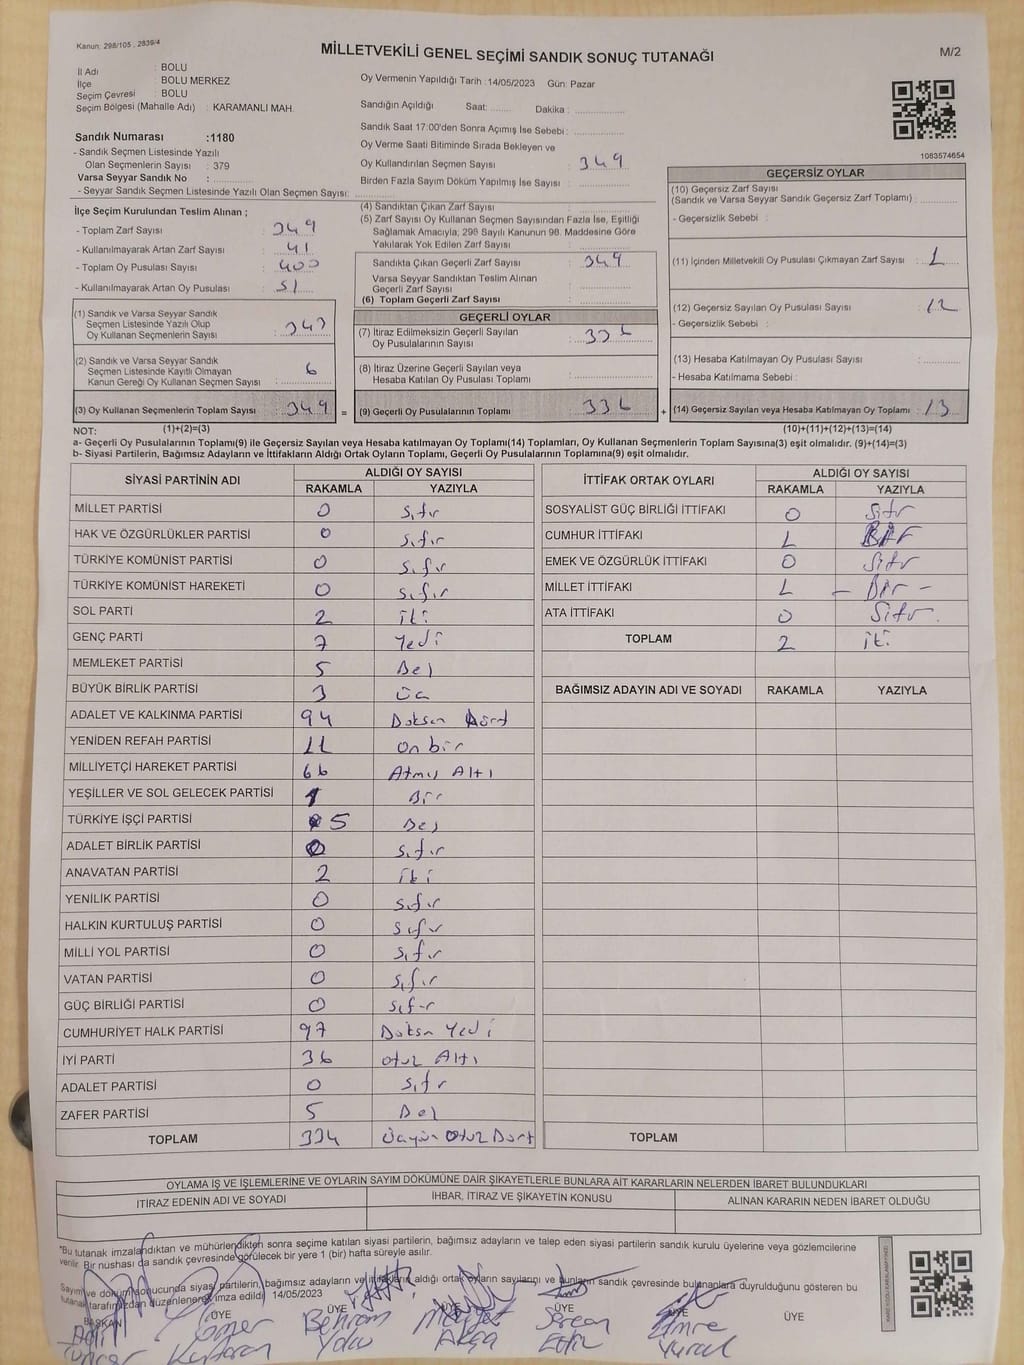 Kanun: 298/105 , 2839/4
MİLLETVEKİLİ GENEL SEÇİMİ SANDIK SONUÇ TUTANAĞI
M/2
İl Adı : BOLU
İlçe : BOLU MERKEZ
Seçim Çevresi : BOLU
Seçim Bölgesi (Mahalle Adı) : KARAMANLI MAH.
Sandık Numarası :1180
- Sandık Seçmen Listesinde Yazılı
Olan Seçmenlerin Sayısı : 379
Varsa Seyyar Sandık No :
- Seyyar Sandık Seçmen Listesinde Yazılı Olan Seçmen Sayısı:
Oy Vermenin Yapıldığı Tarih :14/05/2023 Gün: Pazar
Sandığın Açıldığı Saat: Dakika :
Sandık Saat 17:00'den Sonra Açımış İse Sebebi :
Oy Verme Saati Bitiminde Sırada Bekleyen ve
Oy Kullandırılan Seçmen Sayısı : 349
Birden Fazla Sayım Döküm Yapılmış İse Sayısı :
1083574654
İlçe Seçim Kurulundan Teslim Alınan ;
- Toplam Zarf Sayısı : 349
- Kullanılmayarak Artan Zarf Sayısı : 41
- Toplam Oy Pusulası Sayısı : 400
- Kullanılmayarak Artan Oy Pusulası : 51
(1) Sandık ve Varsa Seyyar Sandık
Seçmen Listesinde Yazılı Olup
Oy Kullanan Seçmenlerin Sayısı : 343
(2) Sandık ve Varsa Seyyar Sandık
Seçmen Listesinde Kayıtlı Olmayan
Kanun Gereği Oy Kullanan Seçmen Sayısı : 6
(3) Oy Kullanan Seçmenlerin Toplam Sayısı : 349
(4) Sandıktan Çıkan Zarf Sayısı :
(5) Zarf Sayısı Oy Kullanan Seçmen Sayısından Fazla İse, Eşitliği
Sağlamak Amacıyla; 298 Sayılı Kanunun 98. Maddesine Göre
Yakılarak Yok Edilen Zarf Sayısı :
Sandıkta Çıkan Geçerli Zarf Sayısı : 349
Varsa Seyyar Sandıktan Teslim Alınan
Geçerli Zarf Sayısı :
(6) Toplam Geçerli Zarf Sayısı :
GEÇERLİ OYLAR
(7) İtiraz Edilmeksizin Geçerli Sayılan
Oy Pusulalarının Sayısı : 336
(8) İtiraz Üzerine Geçerli Sayılan veya
Hesaba Katılan Oy Pusulası Toplamı :
= (9) Geçerli Oy Pusulalarının Toplamı : 336
GEÇERSİZ OYLAR
(10) Geçersiz Zarf Sayısı
(Sandık ve Varsa Seyyar Sandık Geçersiz Zarf Toplamı) :
- Geçersizlik Sebebi :
(11) İçinden Milletvekili Oy Pusulası Çıkmayan Zarf Sayısı : 1
(12) Geçersiz Sayılan Oy Pusulası Sayısı : 12
- Geçersizlik Sebebi :
(13) Hesaba Katılmayan Oy Pusulası Sayısı :
- Hesaba Katılmama Sebebi :
+ (14) Geçersiz Sayılan veya Hesaba Katılmayan Oy Toplamı : 13
NOT: (1)+(2)=(3) (10)+(11)+(12)+(13)=(14)
a- Geçerli Oy Pusulalarının Toplamı(9) ile Geçersiz Sayılan veya Hesaba katılmayan Oy Toplamı(14) Toplamları, Oy Kullanan Seçmenlerin Toplam Sayısına(3) eşit olmalıdır. (9)+(14)=(3)
b- Siyasi Partilerin, Bağımsız Adayların ve İttifakların Aldığı Ortak Oyların Toplamı, Geçerli Oy Pusulalarının Toplamına(9) eşit olmalıdır.
SİYASİ PARTİNİN ADI ALDIĞI OY SAYISI
RAKAMLA YAZIYLA
MİLLET PARTİSİ 0 Sıfır
HAK VE ÖZGÜRLÜKLER PARTİSİ 0 Sıfır
TÜRKİYE KOMÜNİST PARTİSİ 0 Sıfır
TÜRKİYE KOMÜNİST HAREKETİ 0 Sıfır
SOL PARTİ 2 iki
GENÇ PARTİ 7 Yedi
MEMLEKET PARTİSİ 5 Beş
BÜYÜK BİRLİK PARTİSİ 3 Üç
ADALET VE KALKINMA PARTİSİ 94 Doksan Dört
YENİDEN REFAH PARTİSİ 11 On bir
MİLLİYETÇİ HAREKET PARTİSİ 66 Atmış Altı
YEŞİLLER VE SOL GELECEK PARTİSİ 1 Bir
TÜRKİYE İŞÇİ PARTİSİ 5 Beş
ADALET BİRLİK PARTİSİ 0 Sıfır
ANAVATAN PARTİSİ 2 iki
YENİLİK PARTİSİ 0 Sıfır
HALKIN KURTULUŞ PARTİSİ 0 Sıfır
MİLLİ YOL PARTİSİ 0 Sıfır
VATAN PARTİSİ 0 Sıfır
GÜÇ BİRLİĞİ PARTİSİ 0 Sıfır
CUMHURİYET HALK PARTİSİ 97 Doksan Yedi
İYİ PARTİ 36 Otuz Altı
ADALET PARTİSİ 0 Sıfır
ZAFER PARTİSİ 5 Beş
TOPLAM 334 Üçyüz Otuz Dört
İTTİFAK ORTAK OYLARI ALDIĞI OY SAYISI
RAKAMLA YAZIYLA
SOSYALİST GÜÇ BİRLİĞİ İTTİFAKI 0 Sıfır
CUMHUR İTTİFAKI 1 Bir
EMEK VE ÖZGÜRLÜK İTTİFAKI 0 Sıfır
MİLLET İTTİFAKI 1 - Bir -
ATA İTTİFAKI 0 Sıfır.
TOPLAM 2 iki
BAĞIMSIZ ADAYIN ADI VE SOYADI RAKAMLA YAZIYLA
TOPLAM
OYLAMA İŞ VE İŞLEMLERİNE VE OYLARIN SAYIM DÖKÜMÜNE DAİR ŞİKAYETLERLE BUNLARA AİT KARARLARIN NELERDEN İBARET BULUNDUKLARI
İTİRAZ EDENİN ADI VE SOYADI İHBAR, İTİRAZ VE ŞİKAYETİN KONUSU ALINAN KARARIN NEDEN İBARET OLDUĞU
"Bu tutanak imzalandıktan ve mühürlendikten sonra seçime katılan siyasi partilerin, bağımsız adayların ve talep eden siyasi partilerin sandık kurulu üyelerine veya gözlemcilerine
verilir. Bir nüshası da sandık çevresinde görülecek bir yere 1 (bir) hafta süreyle asılır.
Sayım ve döküm sonucunda siyasi partilerin, bağımsız adayların ve ittifakların aldığı ortak oyların sayılarını ve bunların sandık çevresinde bulunanlara duyrulduğunu gösteren bu
tutanak tarafımızdan düzenlenerek imza edildi. 14/05/2023
BAŞKAN ÜYE ÜYE ÜYE ÜYE ÜYE ÜYE
Ömer Behram Sercan Emre
Akça Vural